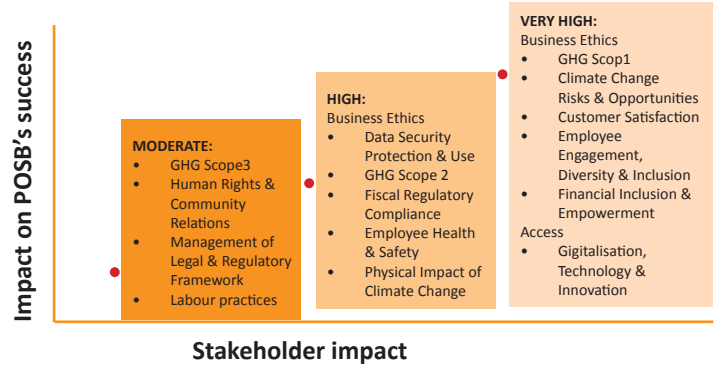 Impact on POSB's success
MODERATE:
• GHG Scope3
• Human Rights &
Community
Relations
• Management of
Legal & Regulatory
Framework
• Labour practices
HIGH:
Business Ethics
• Data Security
Protection & Use
• GHG Scope 2
• Fiscal Regulatory
Compliance
• Employee Health
& Safety
• Physical Impact of
Climate Change
VERY HIGH:
Business Ethics
• GHG Scop1
• Climate Change
Risks & Opportunities
• Customer Satisfaction
• Employee
Engagement,
Diversity & Inclusion
• Financial Inclusion &
Empowerment
Access
• Gigitalisation,
Technology &
Innovation
Stakeholder impact